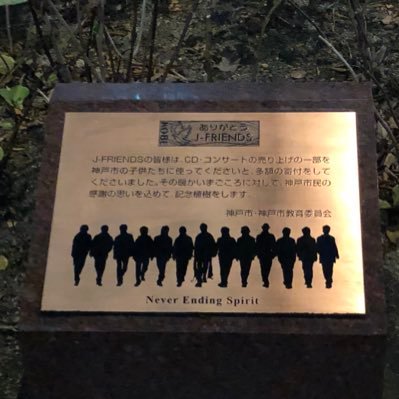 KOBE
ありがとう
J-FRIENDS
J-FRIENDSの皆様は、CD・コンサートの売り上げの一部を
神戸市の子供たちに使ってくださいと、多額の寄付をして
くださいました。その暖かいまごころに対して、神戸市民の
感謝の思いを込めて、記念植樹をします。
神戸市・神戸市教育委員会
Never Ending Spirit